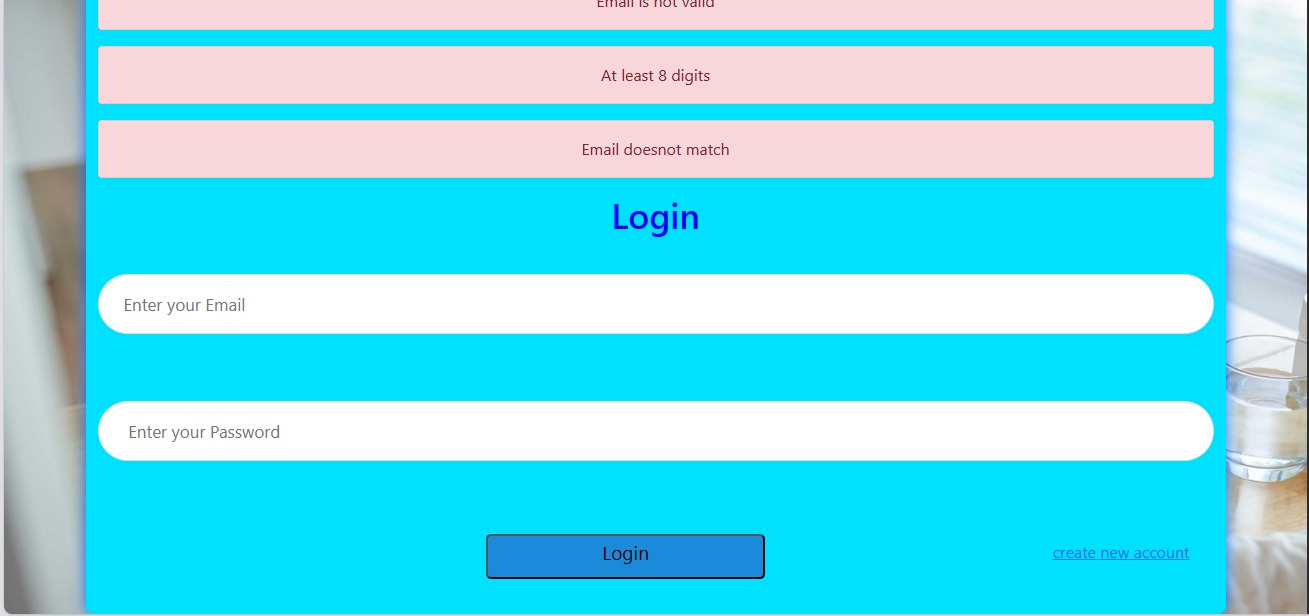 Email is not valid
At least 8 digits
Email doesnot match
Login
Enter your Email
Enter your Password
Login
create new account